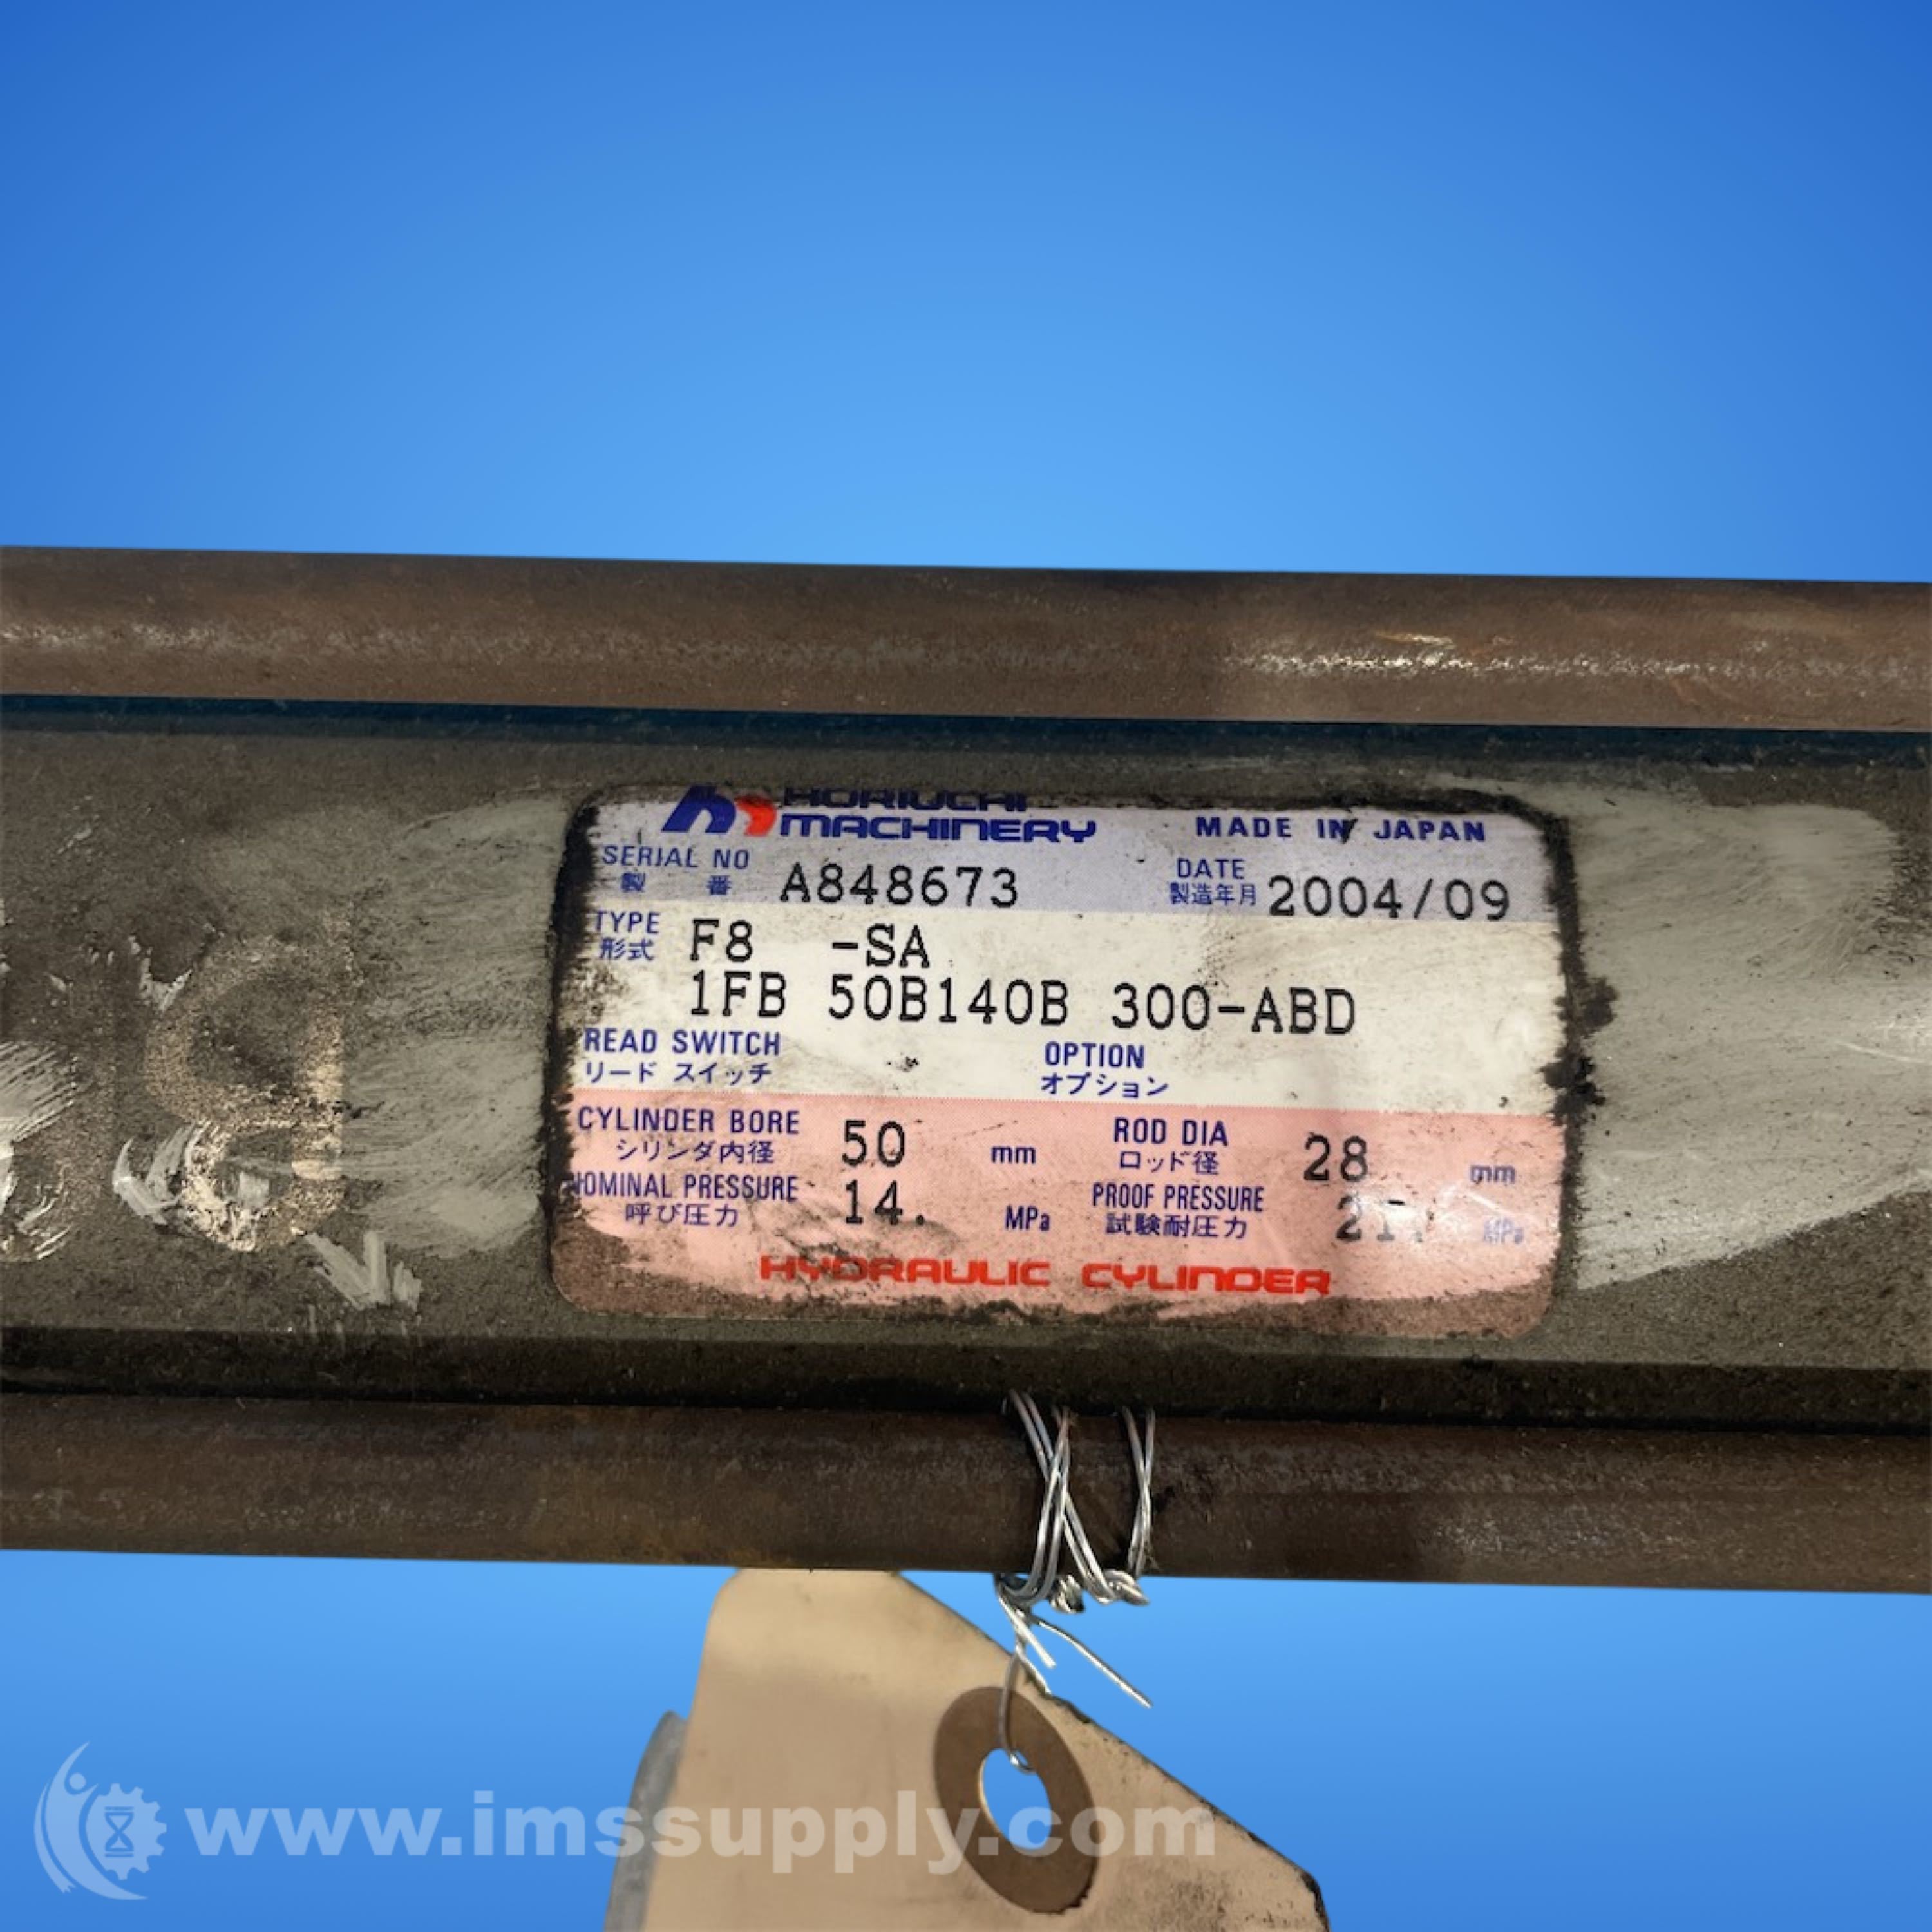 HORIUCHI
MACHINERY MADE IN JAPAN
SERIAL NO A848673 DATE 2004/09
製 番 製造年月
TYPE F8 -SA
形式
1FB 50B140B 300-ABD
READ SWITCH OPTION
リード スイッチ オプション
CYLINDER BORE 50 mm ROD DIA 28 mm
シリンダ内径 ロッド径
NOMINAL PRESSURE 14. MPa PROOF PRESSURE 21. MPa
呼び圧力 試験耐圧力
HYDRAULIC CYLINDER
www.imssupply.com